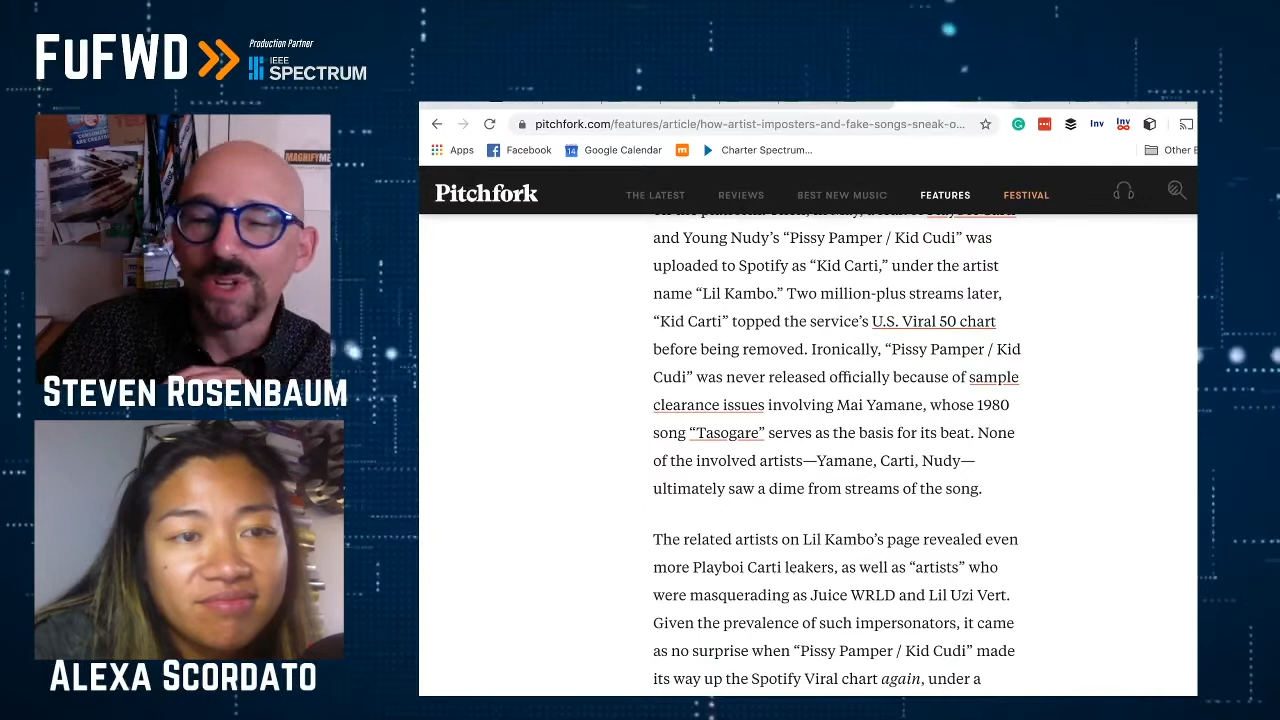 FUFWD
Production Partner
IEEE
SPECTRUM
MAGNIFYME
STEVEN ROSENBAUM
ALEXA SCORDATO
pitchfork.com/features/article/how-artist-imposters-and-fake-songs-sneak-o...
Inv
Inv
Apps
Facebook
14
Google Calendar
m
Charter Spectrum...
Other
Pitchfork
THE LATEST
REVIEWS
BEST NEW MUSIC
FEATURES
FESTIVAL
and Young Nudy’s “Pissy Pamper / Kid Cudi” was
uploaded to Spotify as “Kid Carti,” under the artist
name “Lil Kambo.” Two million-plus streams later,
“Kid Carti” topped the service’s U.S. Viral 50 chart
before being removed. Ironically, “Pissy Pamper / Kid
Cudi” was never released officially because of sample
clearance issues involving Mai Yamane, whose 1980
song “Tasogare” serves as the basis for its beat. None
of the involved artists—Yamane, Carti, Nudy—
ultimately saw a dime from streams of the song.
The related artists on Lil Kambo’s page revealed even
more Playboi Carti leakers, as well as “artists” who
were masquerading as Juice WRLD and Lil Uzi Vert.
Given the prevalence of such impersonators, it came
as no surprise when “Pissy Pamper / Kid Cudi” made
its way up the Spotify Viral chart again, under a